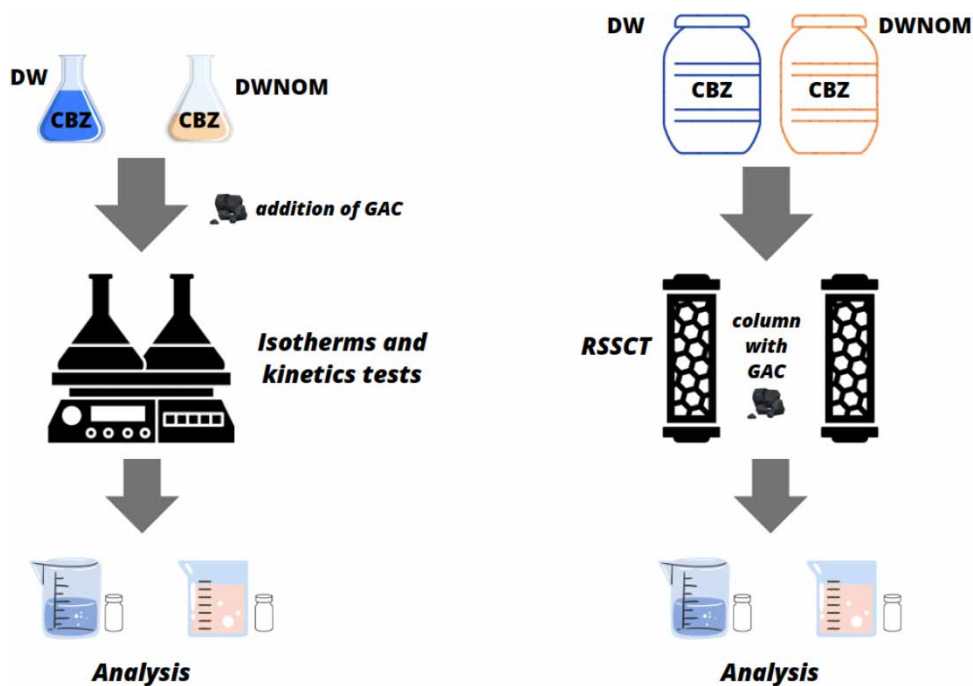 DW
DWNOM
CBZ
CBZ
addition of GAC
Isotherms and
kinetics tests
Analysis
DW
DWNOM
CBZ
CBZ
RSSCT
column
with
GAC
Analysis